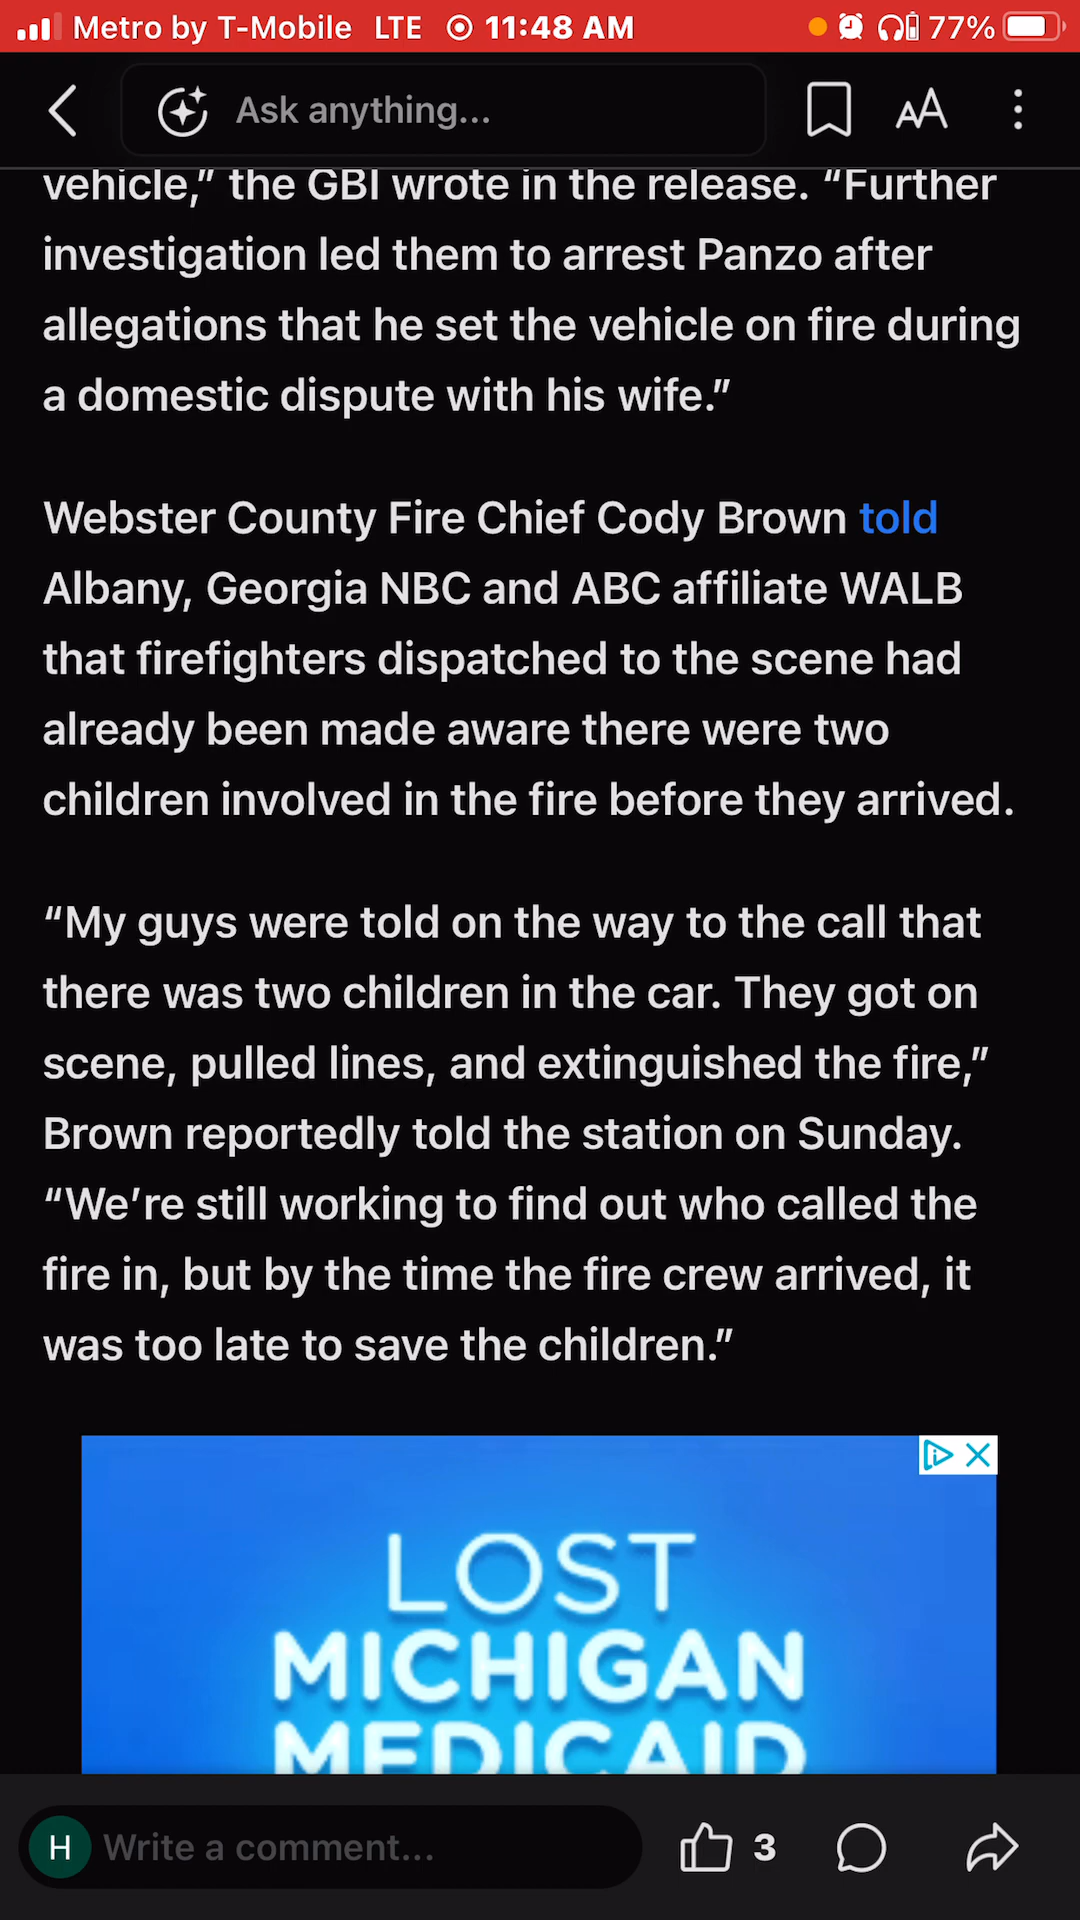 Metro by T-Mobile LTE 11:48 AM 77%
Ask anything...
AA
vehicle,” the GBI wrote in the release. “Further
investigation led them to arrest Panzo after
allegations that he set the vehicle on fire during
a domestic dispute with his wife.”
Webster County Fire Chief Cody Brown told
Albany, Georgia NBC and ABC affiliate WALB
that firefighters dispatched to the scene had
already been made aware there were two
children involved in the fire before they arrived.
“My guys were told on the way to the call that
there was two children in the car. They got on
scene, pulled lines, and extinguished the fire,”
Brown reportedly told the station on Sunday.
“We’re still working to find out who called the
fire in, but by the time the fire crew arrived, it
was too late to save the children.”
LOST
MICHIGAN
MEDICAID
H Write a comment... 3